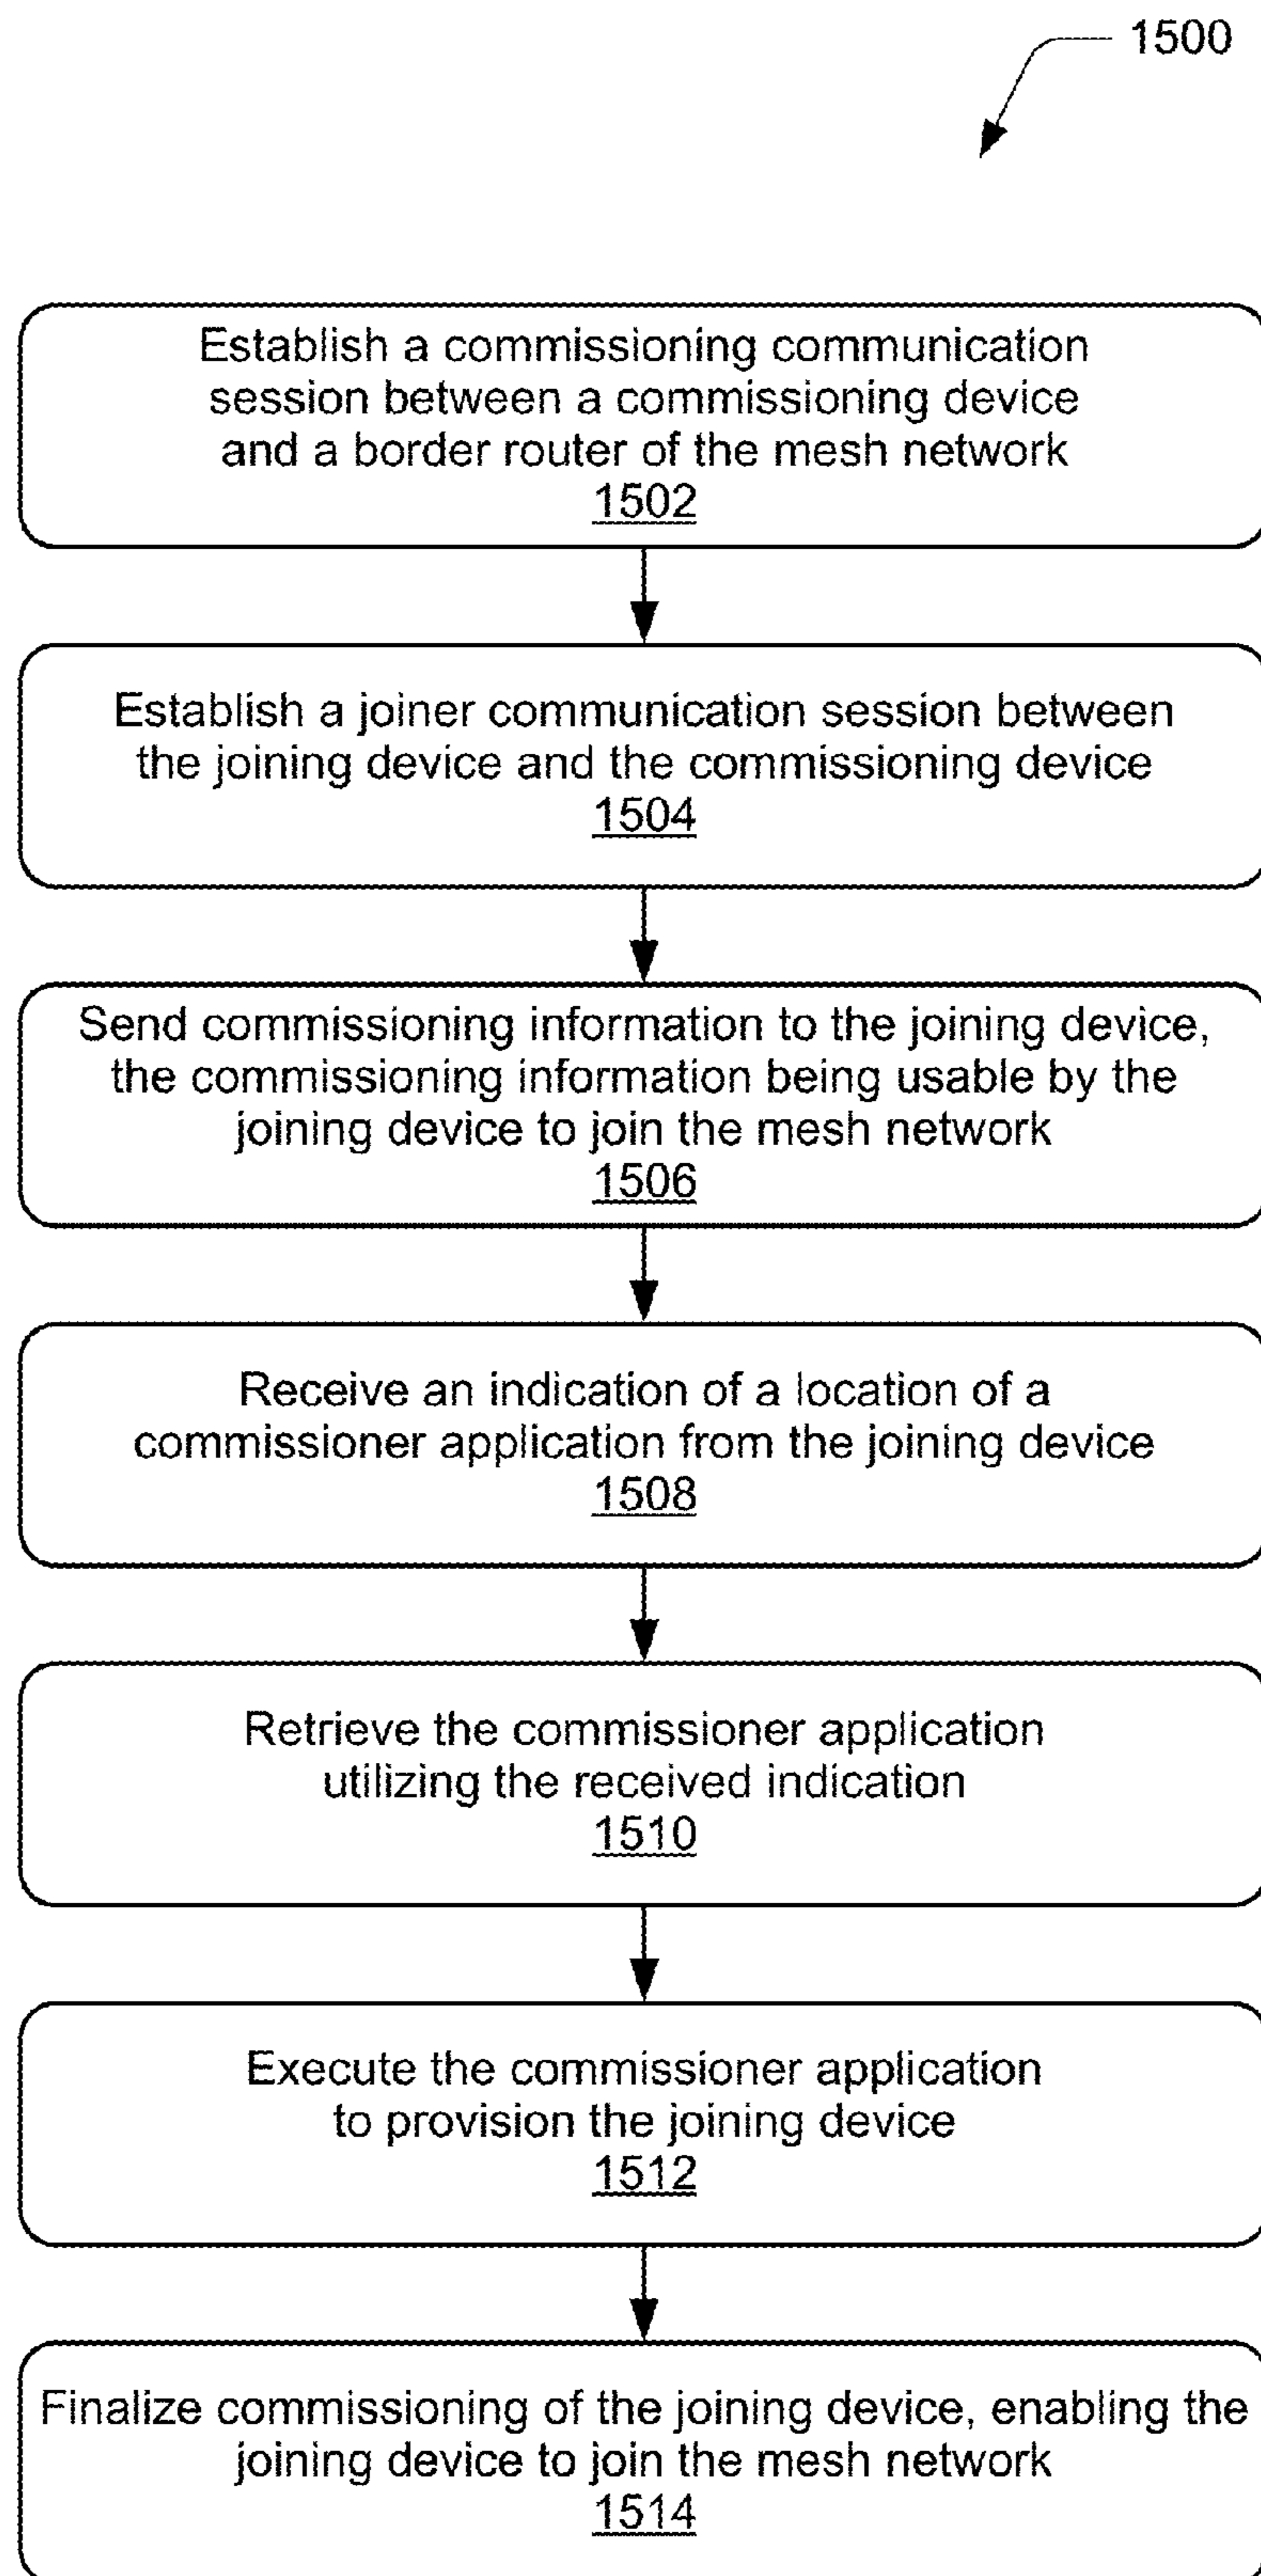 1500
Establish a commissioning communication
session between a commissioning device
and a border router of the mesh network
1502
Establish a joiner communication session between
the joining device and the commissioning device
1504
Send commissioning information to the joining device,
the commissioning information being usable by the
joining device to join the mesh network
1506
Receive an indication of a location of a
commissioner application from the joining device
1508
Retrieve the commissioner application
utilizing the received indication
1510
Execute the commissioner application
to provision the joining device
1512
Finalize commissioning of the joining device, enabling the
joining device to join the mesh network
1514